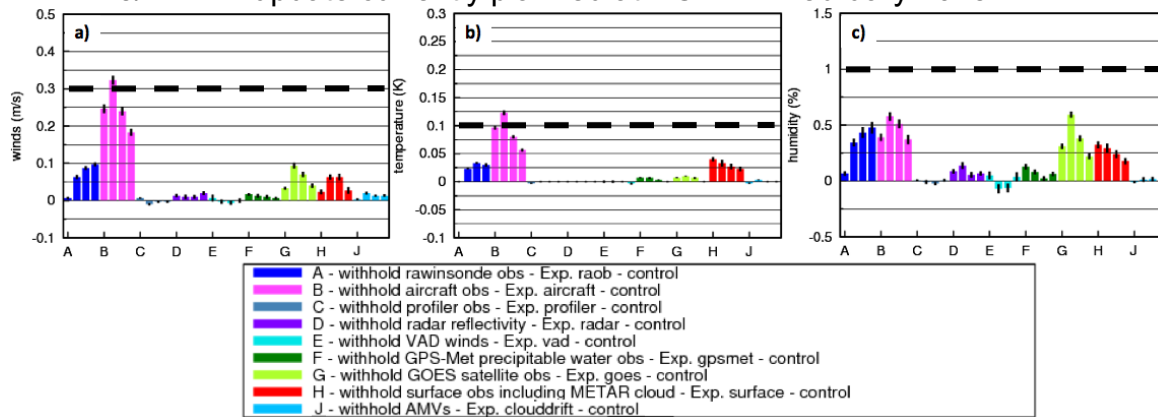 a)
b)
c)
winds (m/s)
0.5
0.4
0.3
0.2
0.1
0
-0.1
A B C D E F G H J
temperature (K)
0.3
0.25
0.2
0.15
0.1
0.05
0
-0.05
-0.1
A B C D E F G H J
humidity (%)
1.5
1
0.5
0
-0.5
A B C D E F G H J
A - withhold rawinsonde obs - Exp. raob - control
B - withhold aircraft obs - Exp. aircraft - control
C - withhold profiler obs - Exp. profiler - control
D - withhold radar reflectivity - Exp. radar - control
E - withhold VAD winds - Exp. vad - control
F - withhold GPS-Met precipitable water obs - Exp. gpsmet - control
G - withhold GOES satellite obs - Exp. goes - control
H - withhold surface obs including METAR cloud - Exp. surface - control
J - withhold AMVs - Exp. clouddrift - control